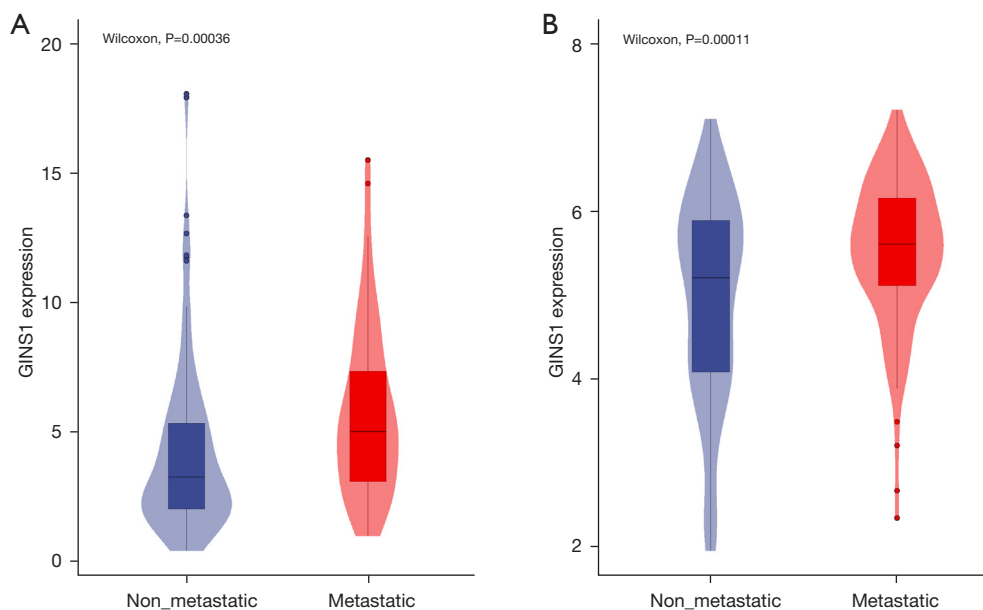 A
Wilcoxon, P=0.00036
GINS1 expression
20
15
10
5
0
Non_metastatic
Metastatic
B
Wilcoxon, P=0.00011
GINS1 expression
8
6
4
2
Non_metastatic
Metastatic